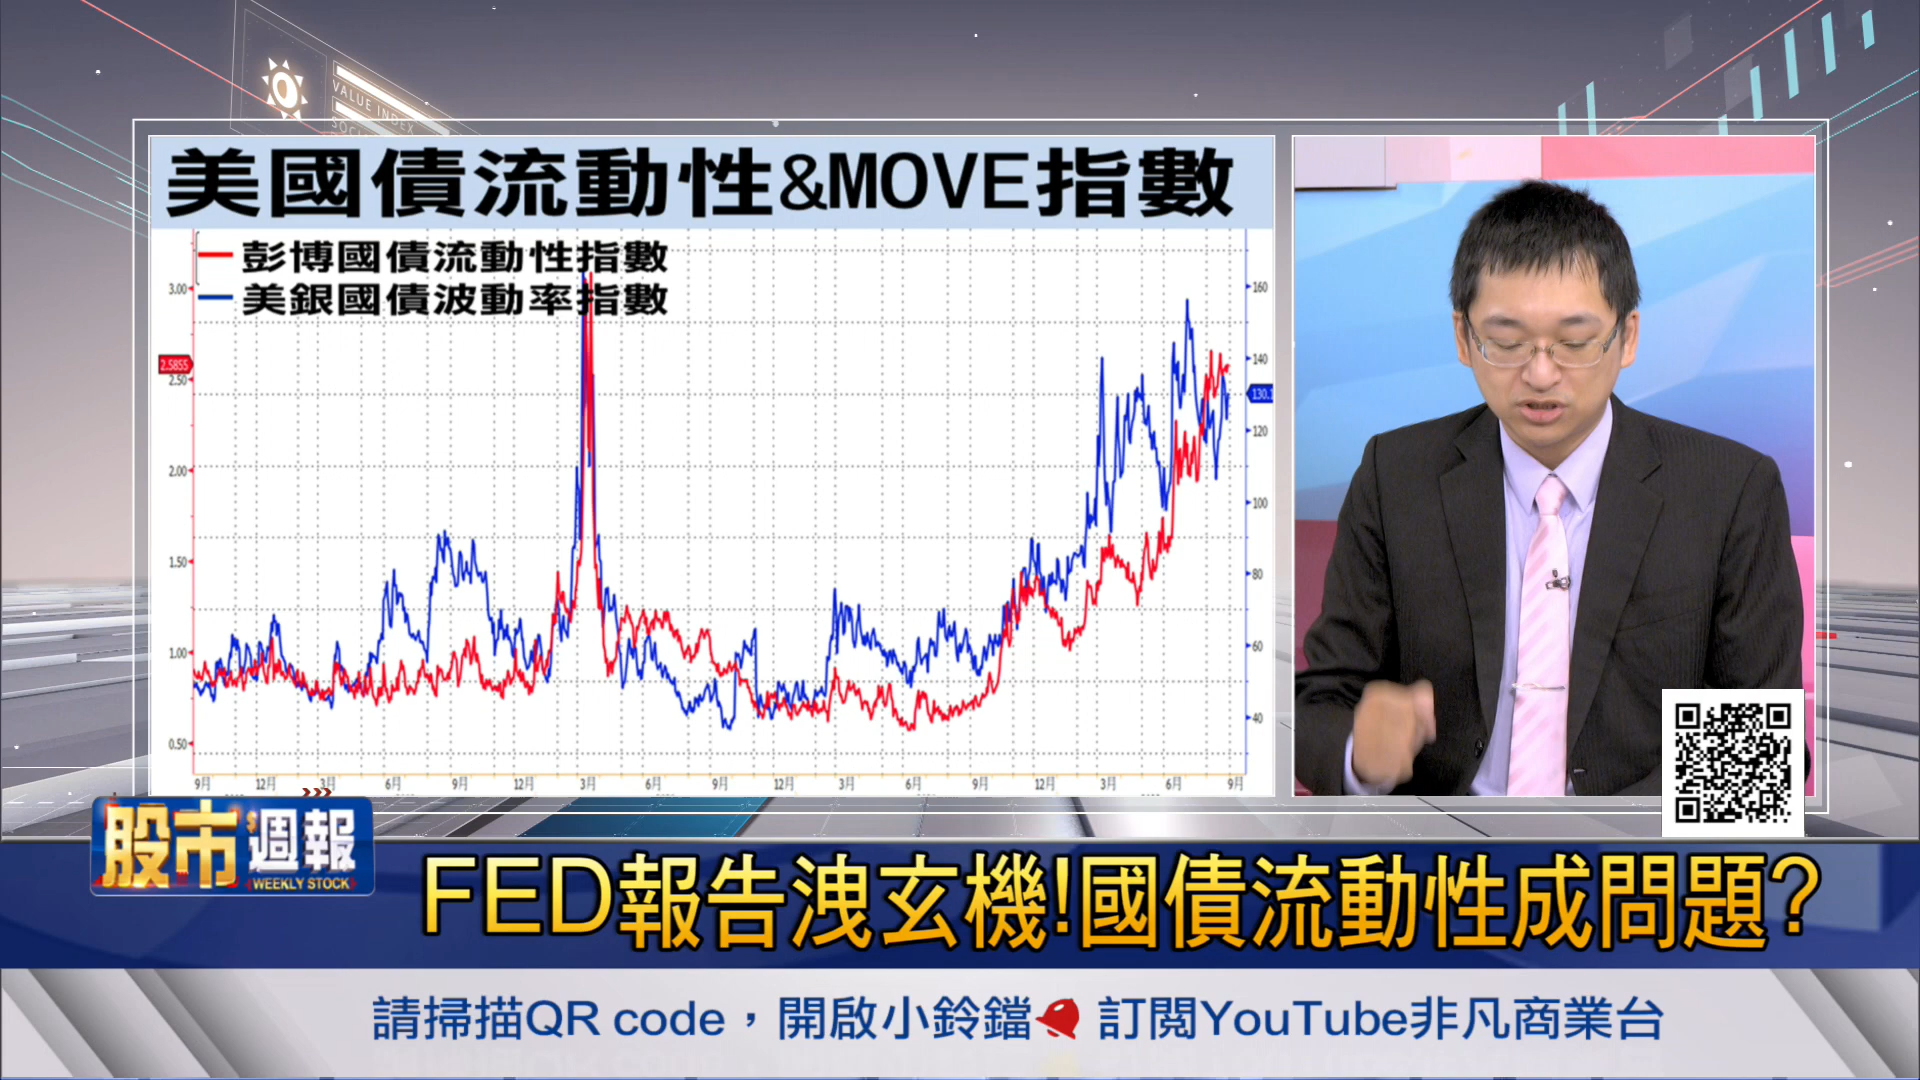 VALUE INDEX
美國債流動性&MOVE指數
彭博國債流動性指數
美銀國債波動率指數
3.00
2.5855
2.50
2.00
1.50
1.00
0.50
160
140
130.
120
100
80
60
40
9月 12月 3月 6月 9月 12月 3月 6月 9月 12月 3月 6月 9月 12月 3月 6月 9月
股市週報
WEEKLY STOCK
FED報告洩玄機!國債流動性成問題?
請掃描QR code，開啟小鈴鐺 訂閱YouTube非凡商業台